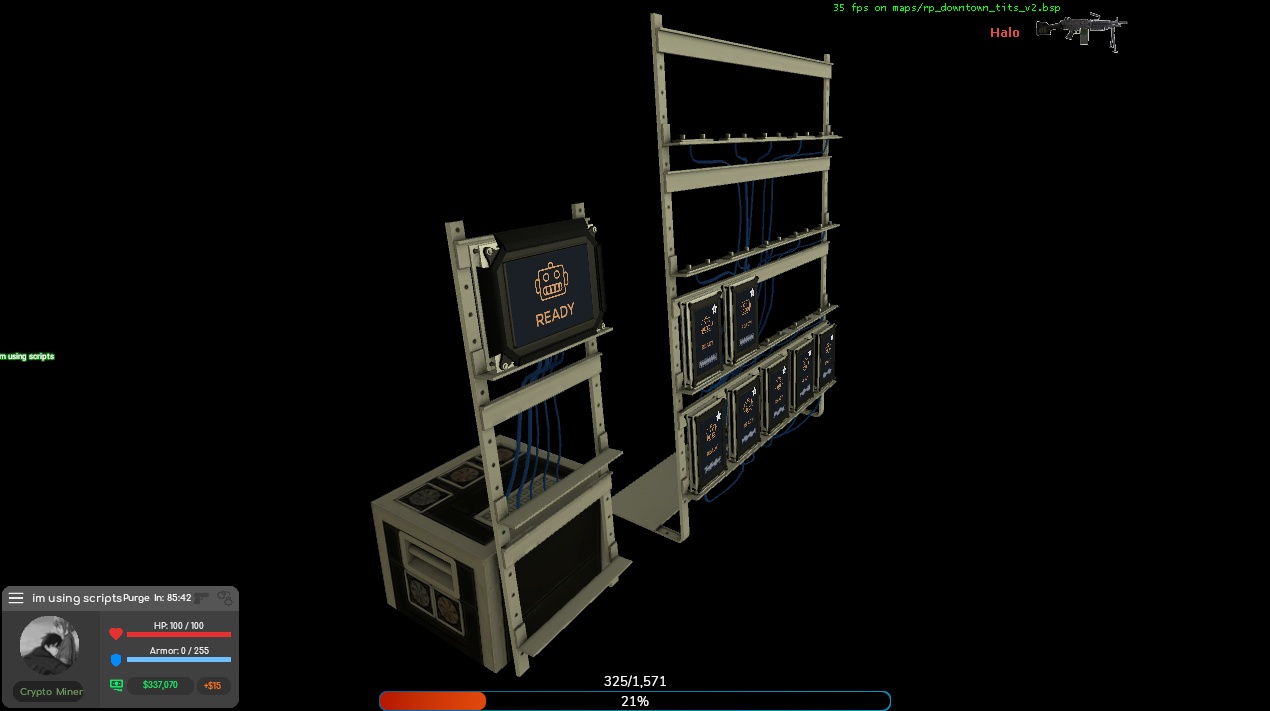 35 fps on maps/rp_downtown_tits_v2.bsp
Halo
READY
m using scripts
im using scripts
Purge In: 85:42
HP: 100 / 100
Armor: 0 / 255
$337,070
+$15
Crypto Miner
325/1,571
21%